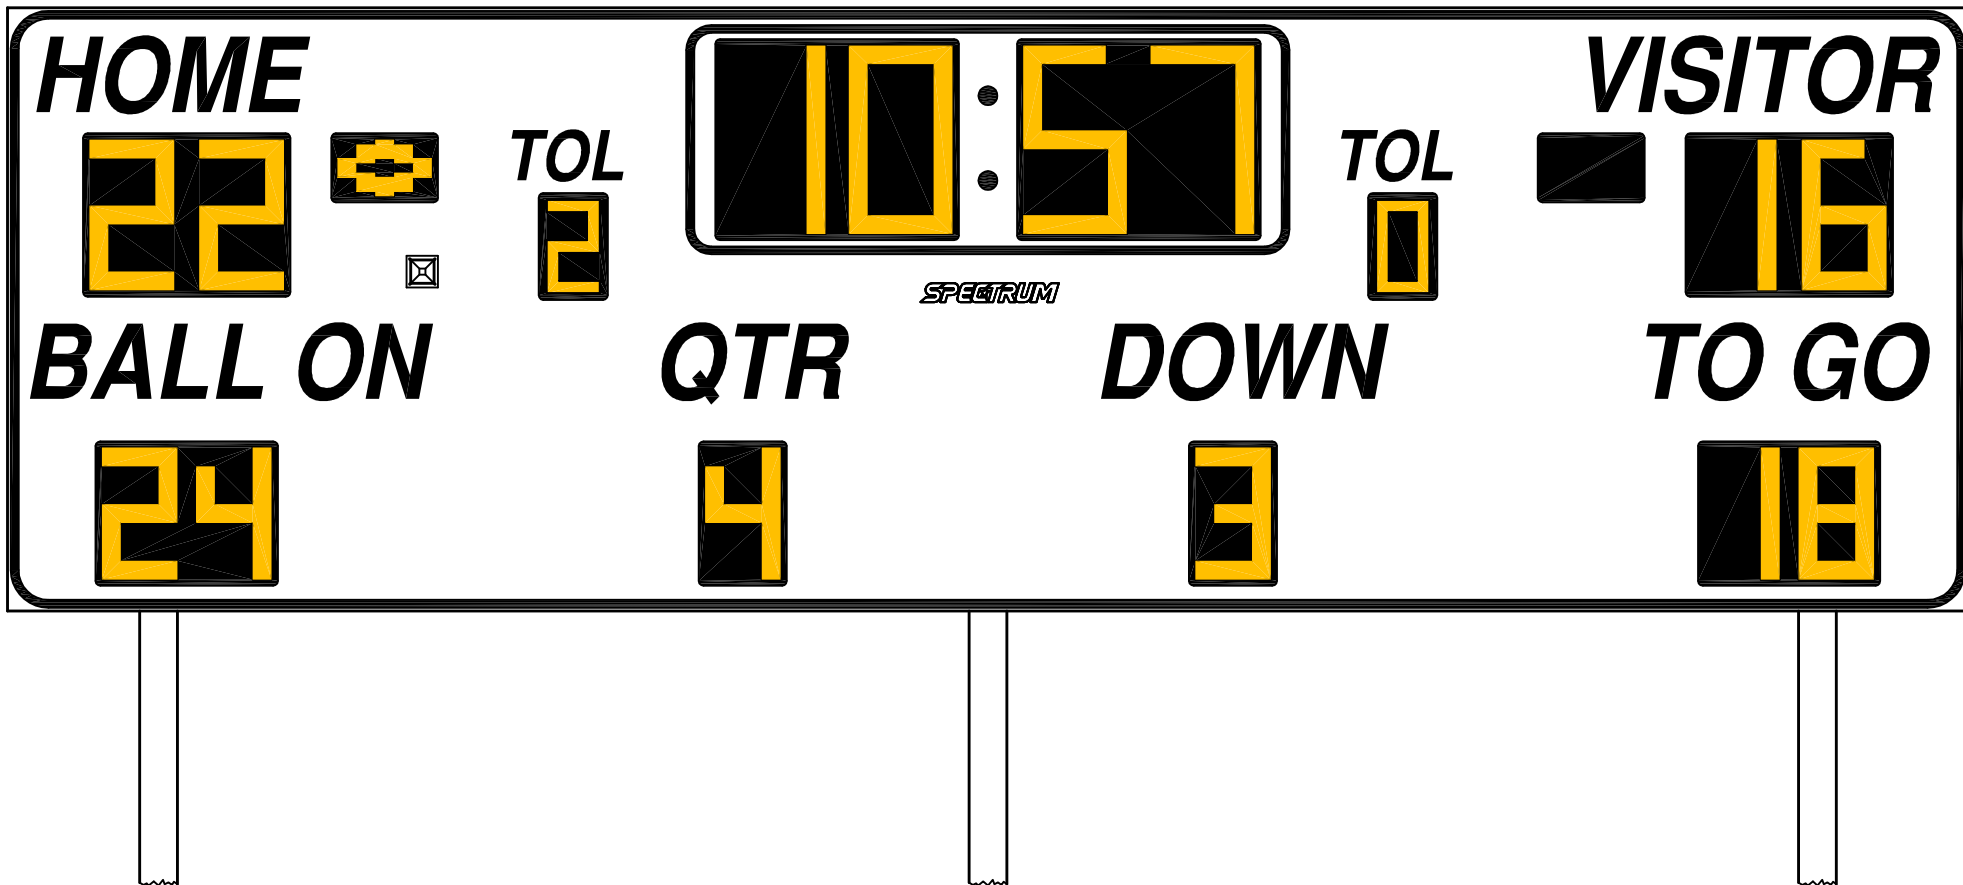 HOME 10:57 VISITOR
22 TOL TOL 16
2 0
SPECTRUM
BALL ON QTR DOWN TO GO
24 4 3 18